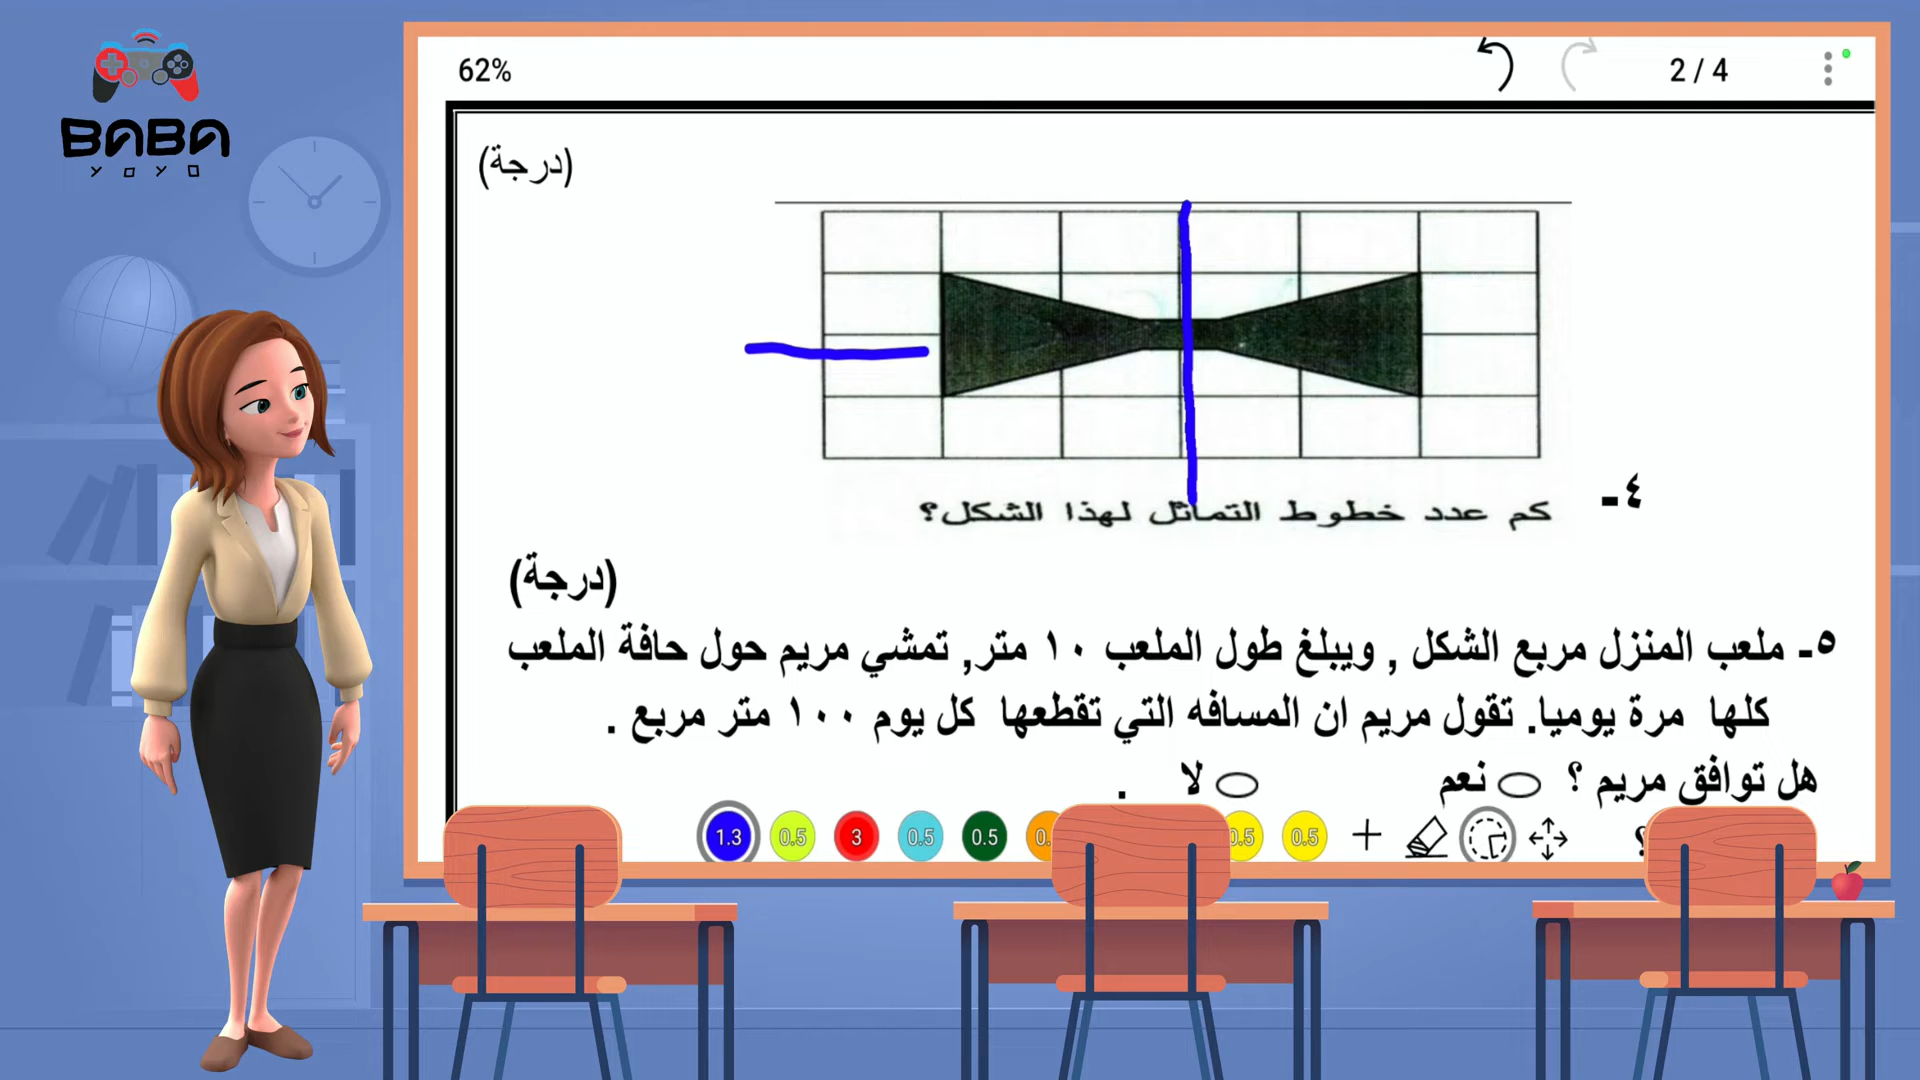 BABA
YOYO
62%
2 / 4
(درجة)
٤-
كم عدد خطوط التماثل لهذا الشكل؟
(درجة)
٥- ملعب المنزل مربع الشكل , ويبلغ طول الملعب ١٠ متر, تمشي مريم حول حافة الملعب
كلها مرة يوميا. تقول مريم ان المسافه التي تقطعها كل يوم ١٠٠ متر مربع .
هل توافق مريم ؟ نعم لا .
1.3 0.5 3 0.5 0.5 0. 0.5 0.5
؟